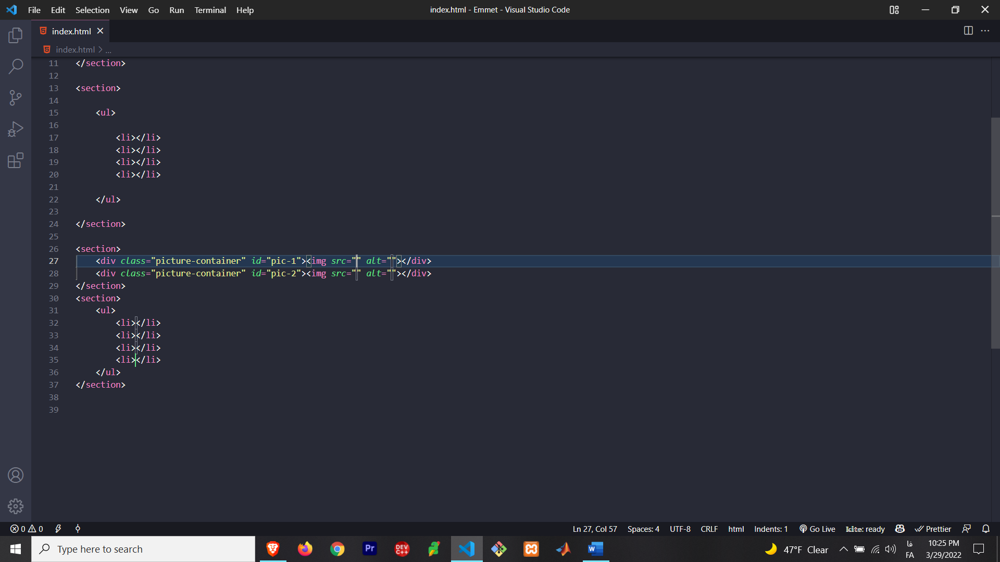 File Edit Selection View Go Run Terminal Help
index.html - Emmet - Visual Studio Code
index.html
index.html > ...
11 </section>
12
13 <section>
14
15     <ul>
16
17         <li></li>
18         <li></li>
19         <li></li>
20         <li></li>
21
22     </ul>
23
24 </section>
25
26 <section>
27     <div class="picture-container" id="pic-1"><img src="" alt=""></div>
28     <div class="picture-container" id="pic-2"><img src="" alt=""></div>
29 </section>
30 <section>
31     <ul>
32         <li></li>
33         <li></li>
34         <li></li>
35         <li></li>
36     </ul>
37 </section>
38
39
0 0 Ln 27, Col 57 Spaces: 4 UTF-8 CRLF html Indents: 1 Go Live kite: ready Prettier
Type here to search
Pr
DEV C++
W
47°F Clear
فا
FA
10:25 PM
3/29/2022